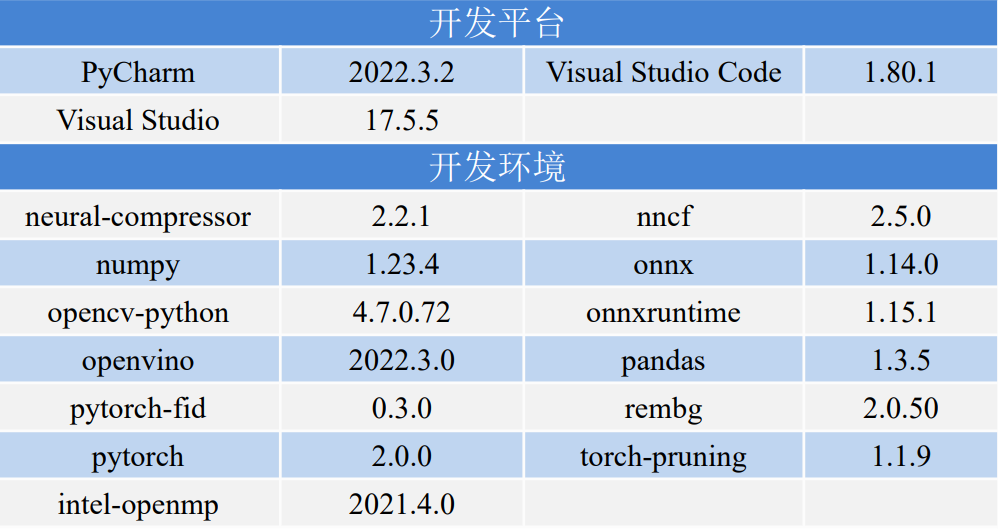 开发平台
PyCharm 2022.3.2 Visual Studio Code 1.80.1
Visual Studio 17.5.5
开发环境
neural-compressor 2.2.1 nncf 2.5.0
numpy 1.23.4 onnx 1.14.0
opencv-python 4.7.0.72 onnxruntime 1.15.1
openvino 2022.3.0 pandas 1.3.5
pytorch-fid 0.3.0 rembg 2.0.50
pytorch 2.0.0 torch-pruning 1.1.9
intel-openmp 2021.4.0